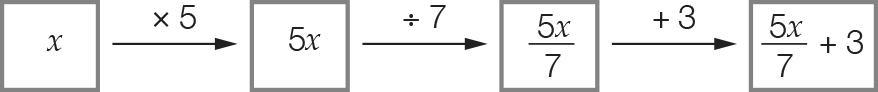 x × 5 5x ÷ 7 5x/7 + 3 5x/7 + 3